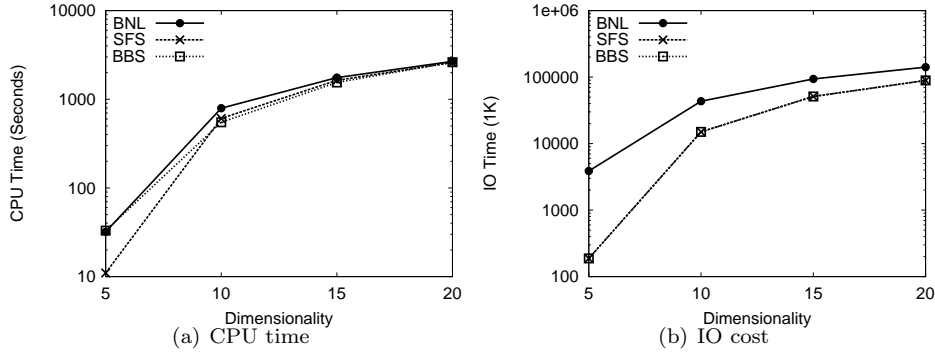 10000
1000
100
10
CPU Time (Seconds)
BNL
SFS
BBS
5 10 15 20
Dimensionality
(a) CPU time
1e+06
100000
10000
1000
100
IO Time (1K)
BNL
SFS
BBS
5 10 15 20
Dimensionality
(b) IO cost